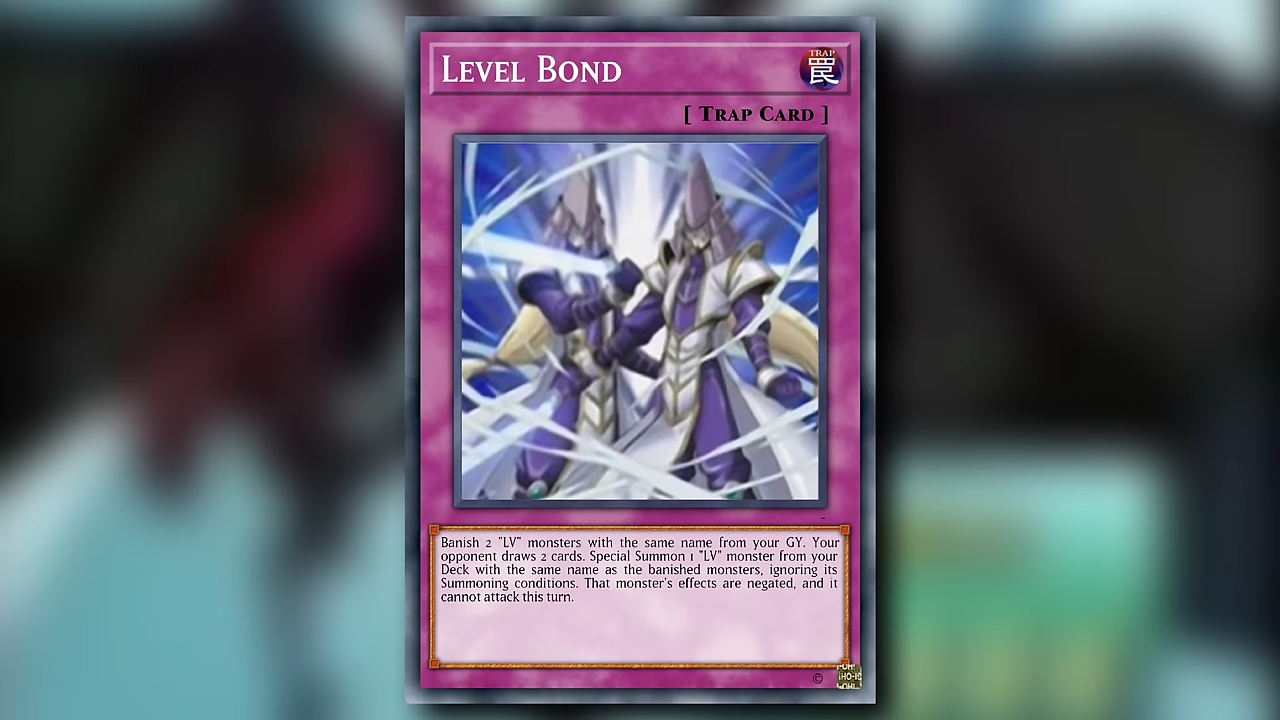 LEVEL BOND
TRAP
罠
[ TRAP CARD ]
-
Banish 2 "LV" monsters with the same name from your GY. Your
opponent draws 2 cards. Special Summon 1 "LV" monster from your
Deck with the same name as the banished monsters, ignoring its
Summoning conditions. That monster's effects are negated, and it
cannot attack this turn.
©